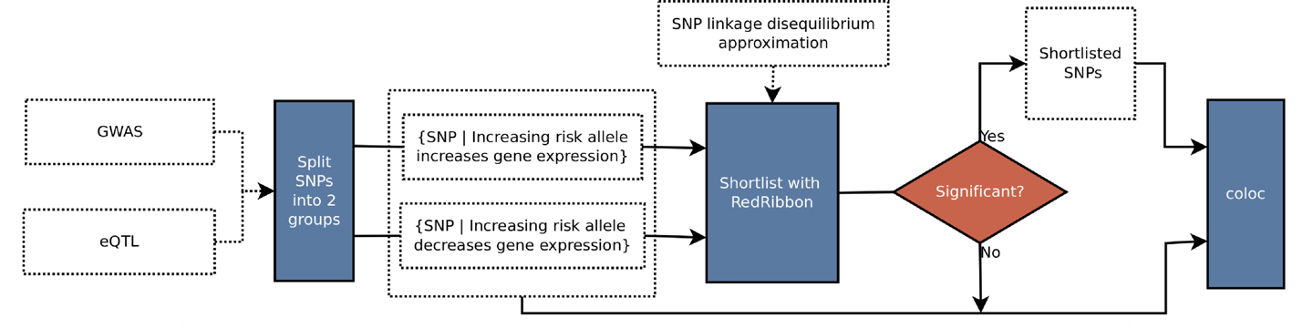 SNP linkage disequilibrium
approximation
Shortlisted
SNPs
GWAS
eQTL
Split
SNPs
into 2
groups
{SNP | Increasing risk allele
increases gene expression}
{SNP | Increasing risk allele
decreases gene expression}
Shortlist with
RedRibbon
Yes
Significant?
No
coloc